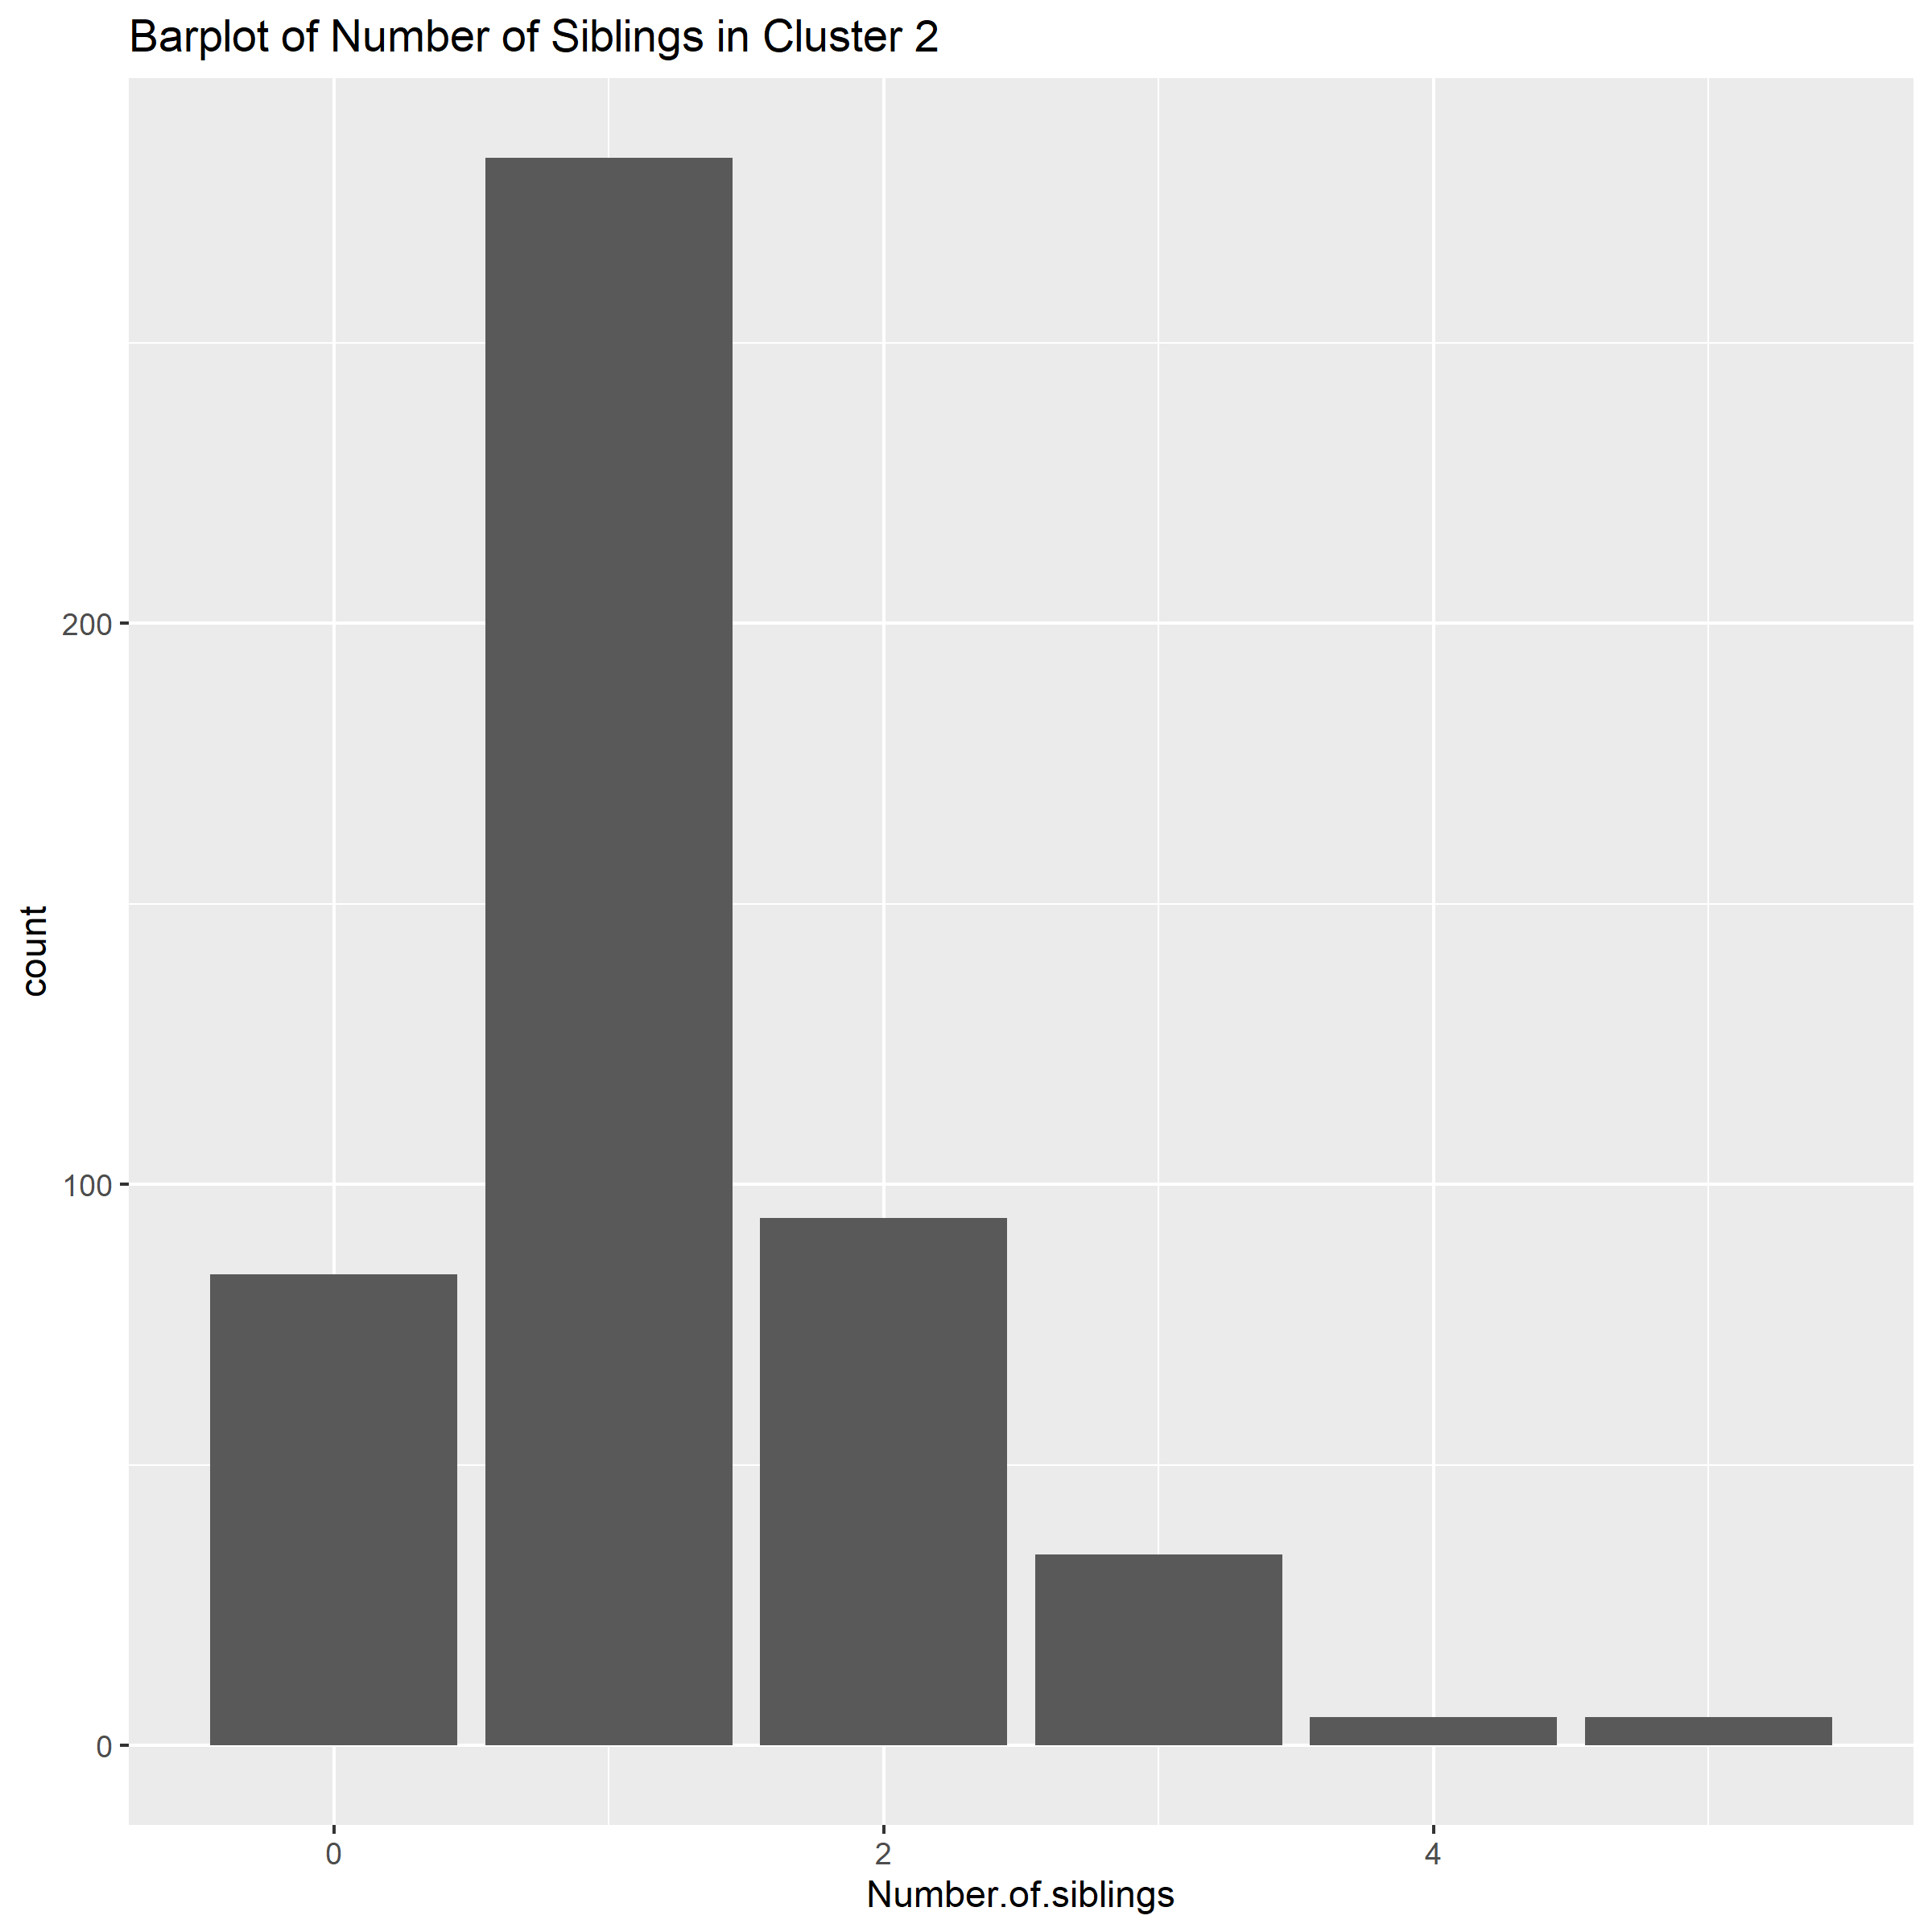 Barplot of Number of Siblings in Cluster 2
count
200
100
0
0 2 4
Number.of.siblings